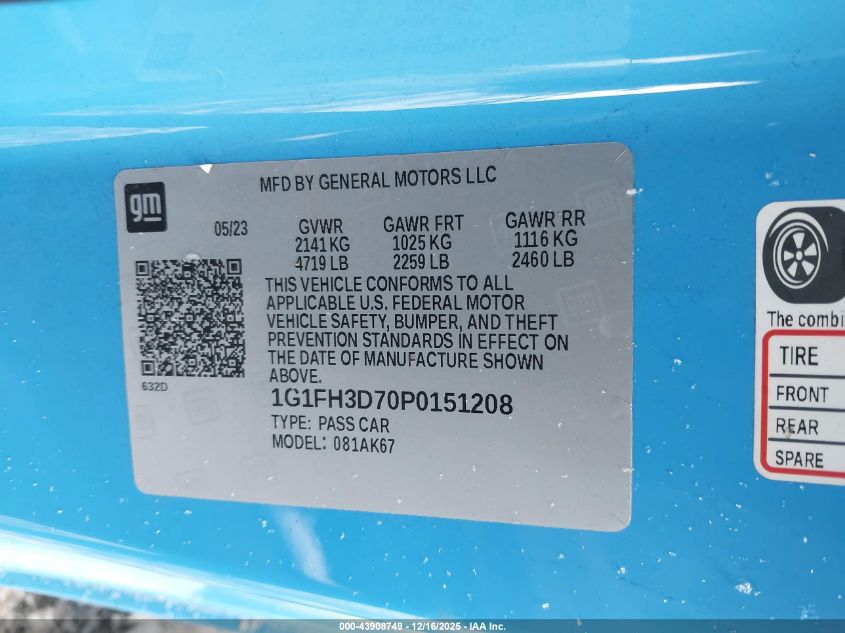 MFD BY GENERAL MOTORS LLC
gm
05/23
GVWR GAWR FRT GAWR RR
2141 KG 1025 KG 1116 KG
4719 LB 2259 LB 2460 LB
THIS VEHICLE CONFORMS TO ALL
APPLICABLE U.S. FEDERAL MOTOR
VEHICLE SAFETY, BUMPER, AND THEFT
PREVENTION STANDARDS IN EFFECT ON
THE DATE OF MANUFACTURE SHOWN
ABOVE.
632D
1G1FH3D70P0151208
TYPE: PASS CAR
MODEL: 081AK67
The combi
TIRE
FRONT
REAR
SPARE
000-43908749 - 12/16/2025 - IAA Inc.